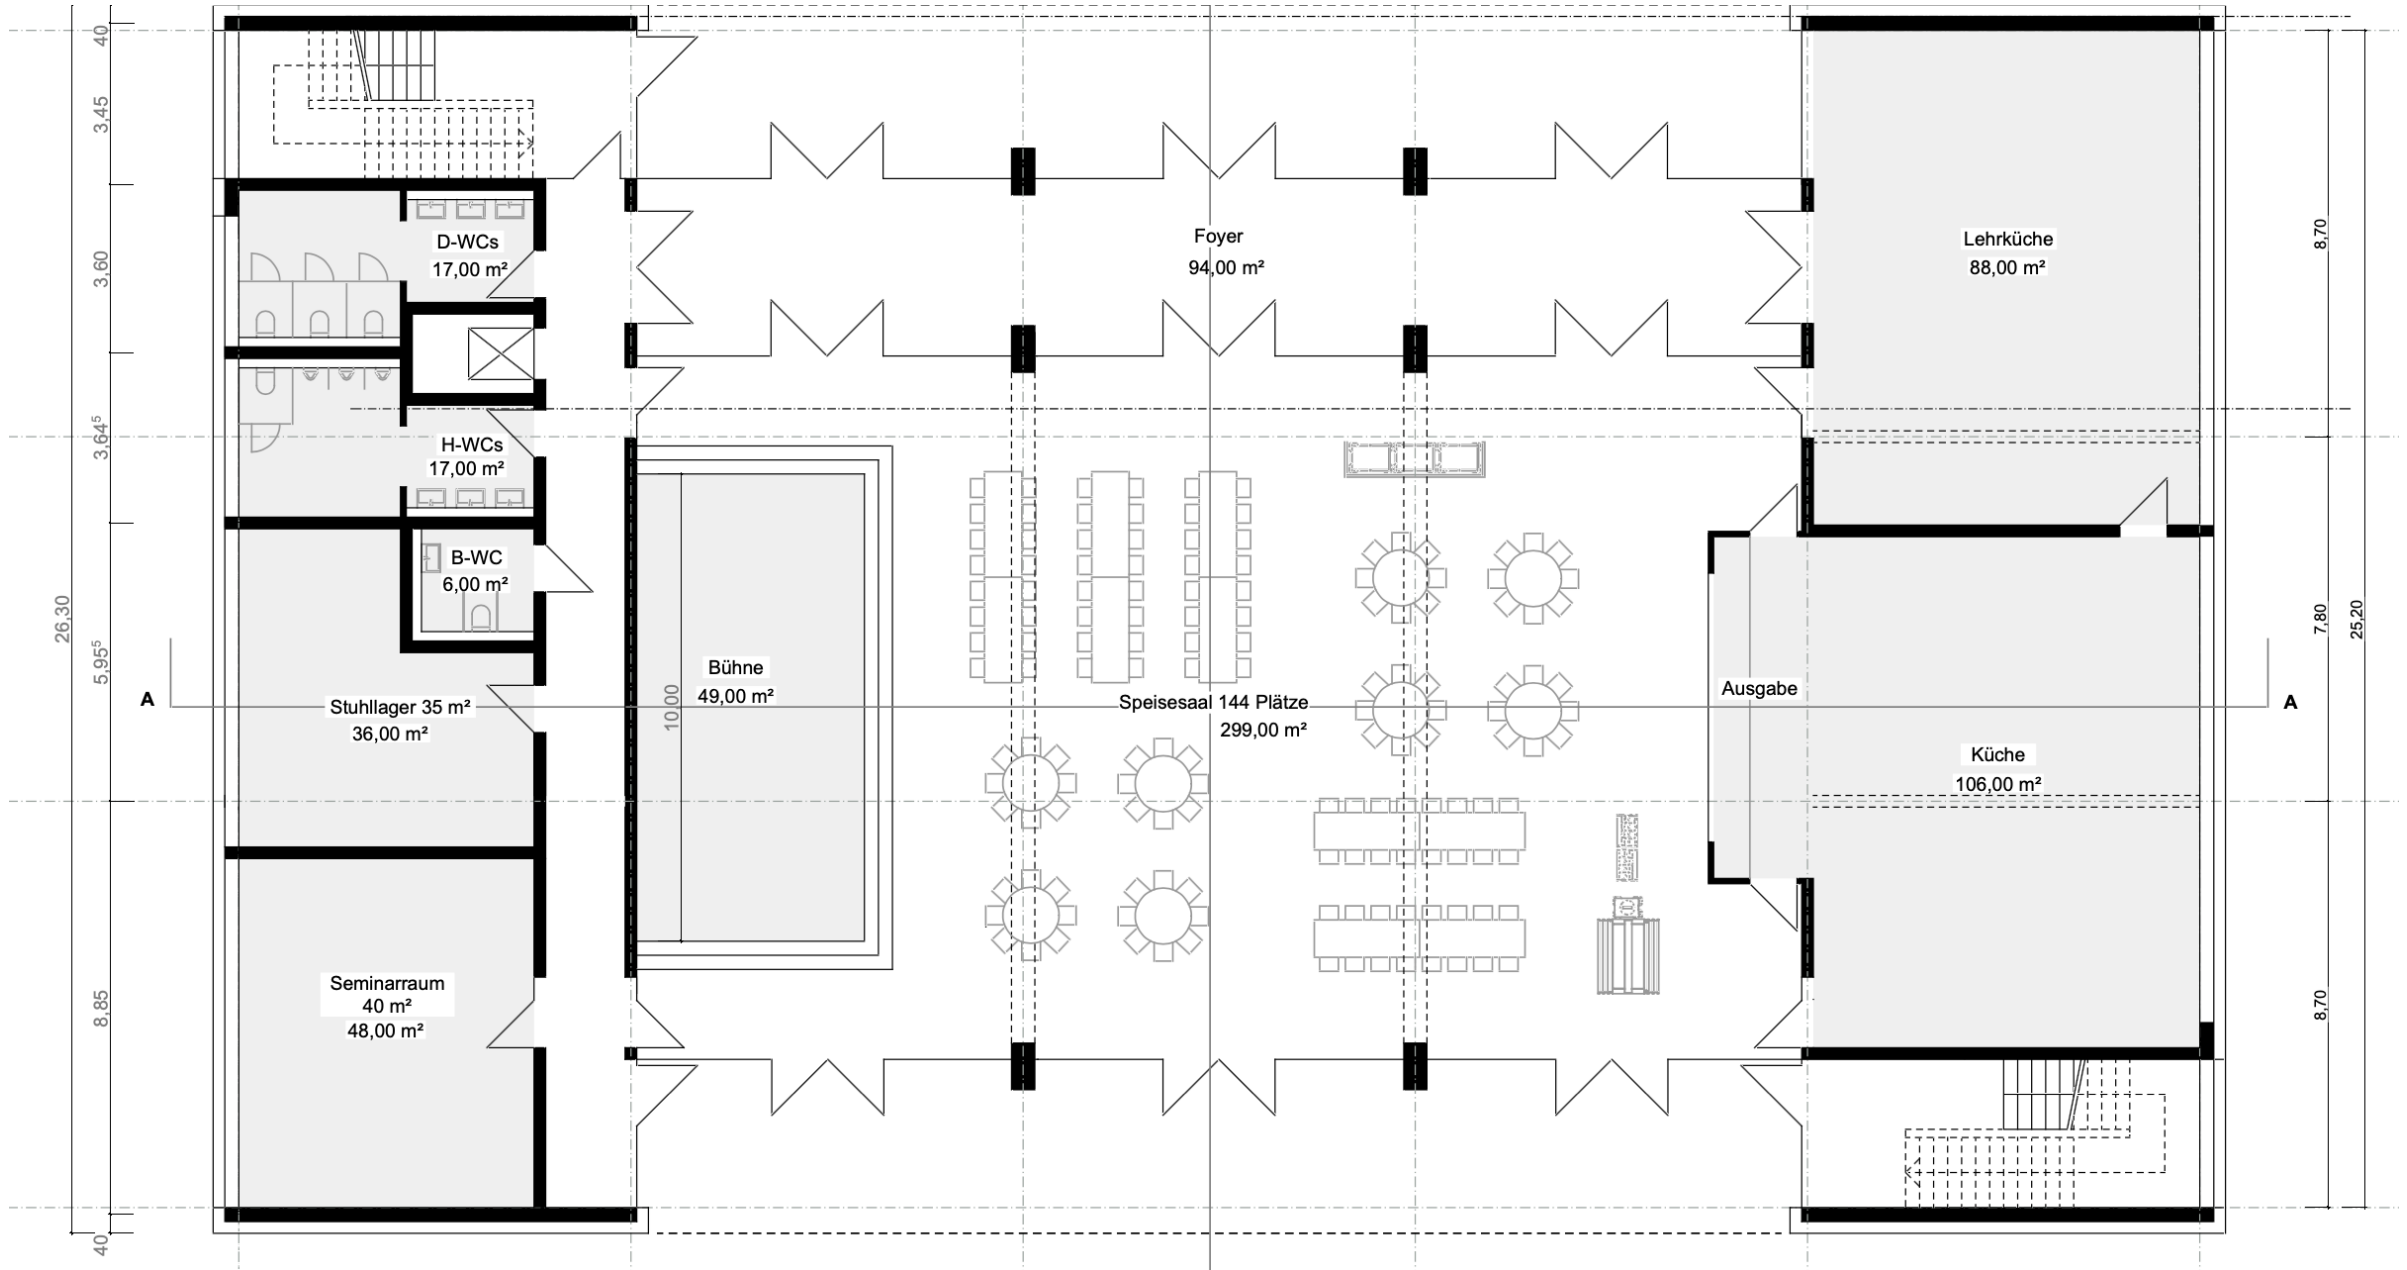 40
3,45
3,60
3,64⁵
5,95⁵
8,85
40
26,30
D-WCs
17,00 m²
H-WCs
17,00 m²
B-WC
6,00 m²
Stuhllager 35 m²
36,00 m²
Seminarraum
40 m²
48,00 m²
Bühne
49,00 m²
10,00
Foyer
94,00 m²
Speisesaal 144 Plätze
299,00 m²
Lehrküche
88,00 m²
Ausgabe
Küche
106,00 m²
A
A
8,70
7,80
8,70
25,20